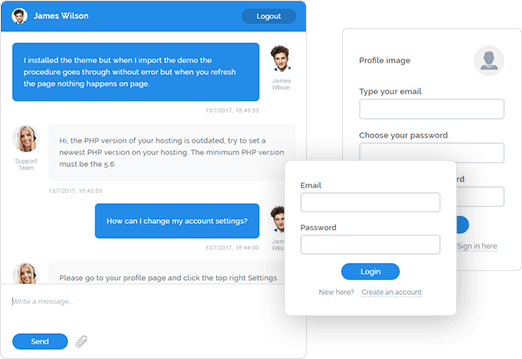 James Wilson
Logout
I installed the theme but when I import the demo the
procedure goes through without error but when you refresh
the page nothing happens on page.
James
Wilson
13/7/2017, 15:43:53
Hi, the PHP version of your hosting is outdated, try to set a
newest PHP version on your hosting. The minimum PHP version
must be the 5.6.
Support
Team
13/7/2017, 15:43:53
How can I change my account settings?
James
13/7/2017, 15:44:00
Please go to your profile page and click the top right Settings
Write a message...
Send
Profile image
Type your email
Choose your password
rd
Sign in here
Email
Password
Login
New here? Create an account